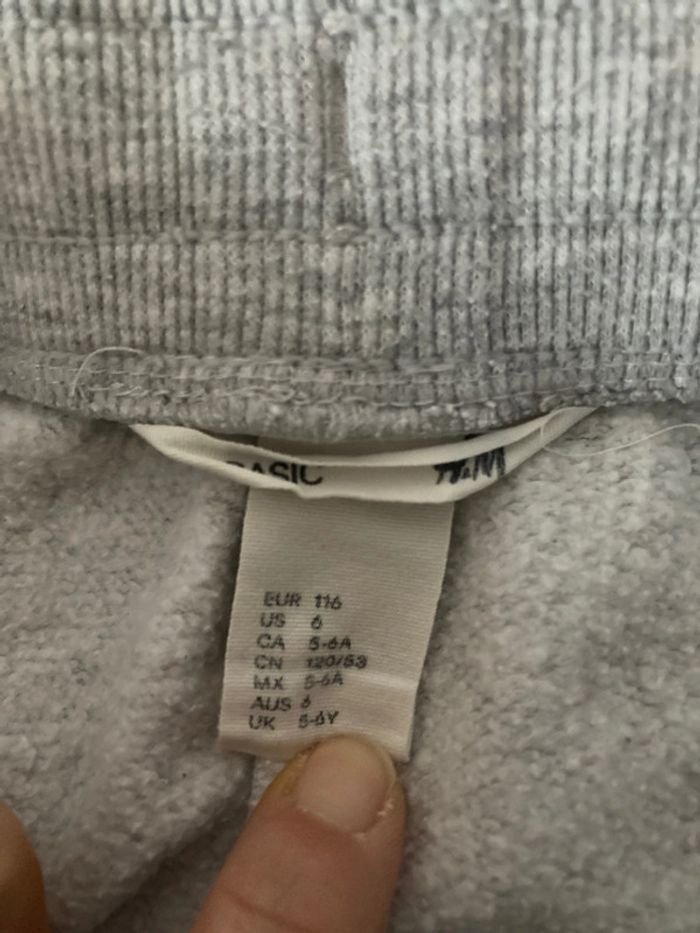 BASIC H&M
EUR 116
US 6
CA 5-6A
CN 120/53
MX 5-6A
AUS 6
UK 5-6Y